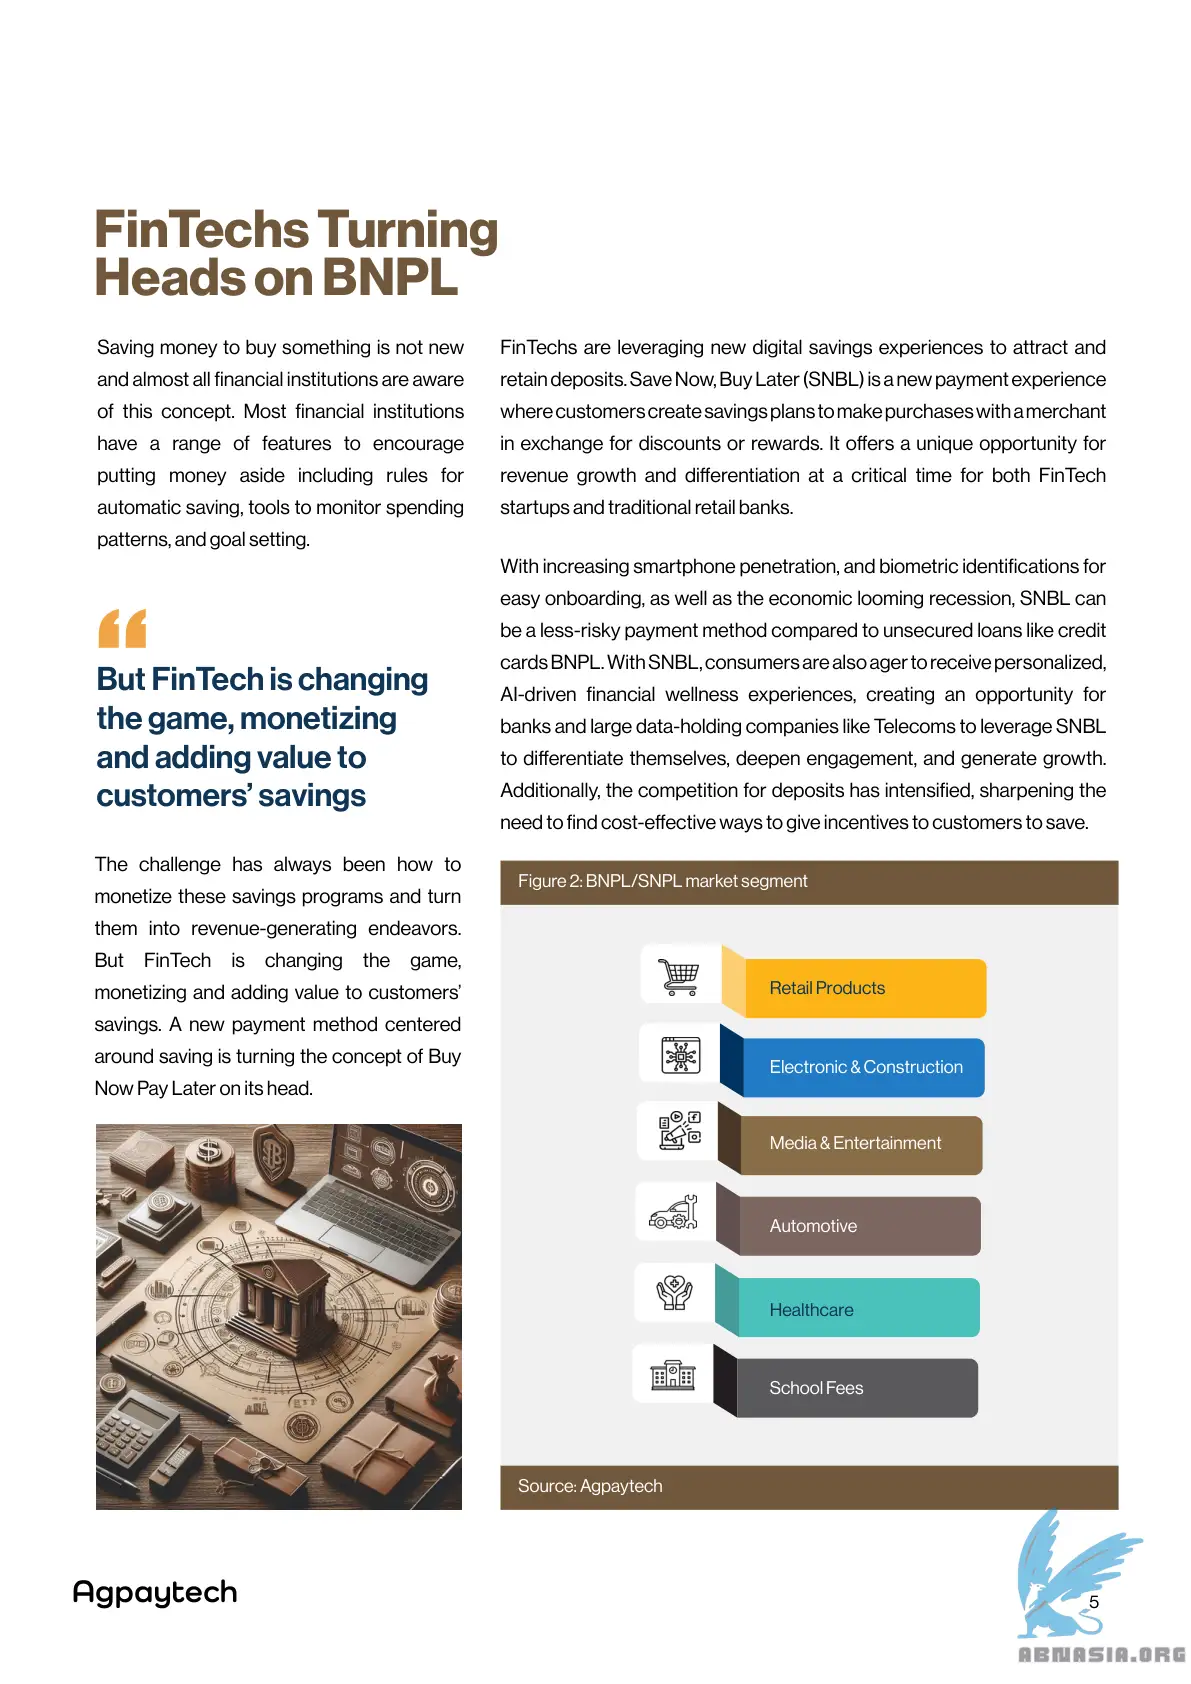 FinTechs Turning
Heads on BNPL
Saving money to buy something is not new
and almost all financial institutions are aware
of this concept. Most financial institutions
have a range of features to encourage
putting money aside including rules for
automatic saving, tools to monitor spending
patterns, and goal setting.
“
But FinTech is changing
the game, monetizing
and adding value to
customers’ savings
The challenge has always been how to
monetize these savings programs and turn
them into revenue-generating endeavors.
But FinTech is changing the game,
monetizing and adding value to customers’
savings. A new payment method centered
around saving is turning the concept of Buy
Now Pay Later on its head.
FinTechs are leveraging new digital savings experiences to attract and
retain deposits. Save Now, Buy Later (SNBL) is a new payment experience
where customers create savings plans to make purchases with a merchant
in exchange for discounts or rewards. It offers a unique opportunity for
revenue growth and differentiation at a critical time for both FinTech
startups and traditional retail banks.
With increasing smartphone penetration, and biometric identifications for
easy onboarding, as well as the economic looming recession, SNBL can
be a less-risky payment method compared to unsecured loans like credit
cards BNPL. With SNBL, consumers are also ager to receive personalized,
AI-driven financial wellness experiences, creating an opportunity for
banks and large data-holding companies like Telecoms to leverage SNBL
to differentiate themselves, deepen engagement, and generate growth.
Additionally, the competition for deposits has intensified, sharpening the
need to find cost-effective ways to give incentives to customers to save.
Figure 2: BNPL/SNPL market segment
Retail Products
Electronic & Construction
Media & Entertainment
Automotive
Healthcare
School Fees
Source: Agpaytech
Agpaytech
5
ABNASIA.ORG